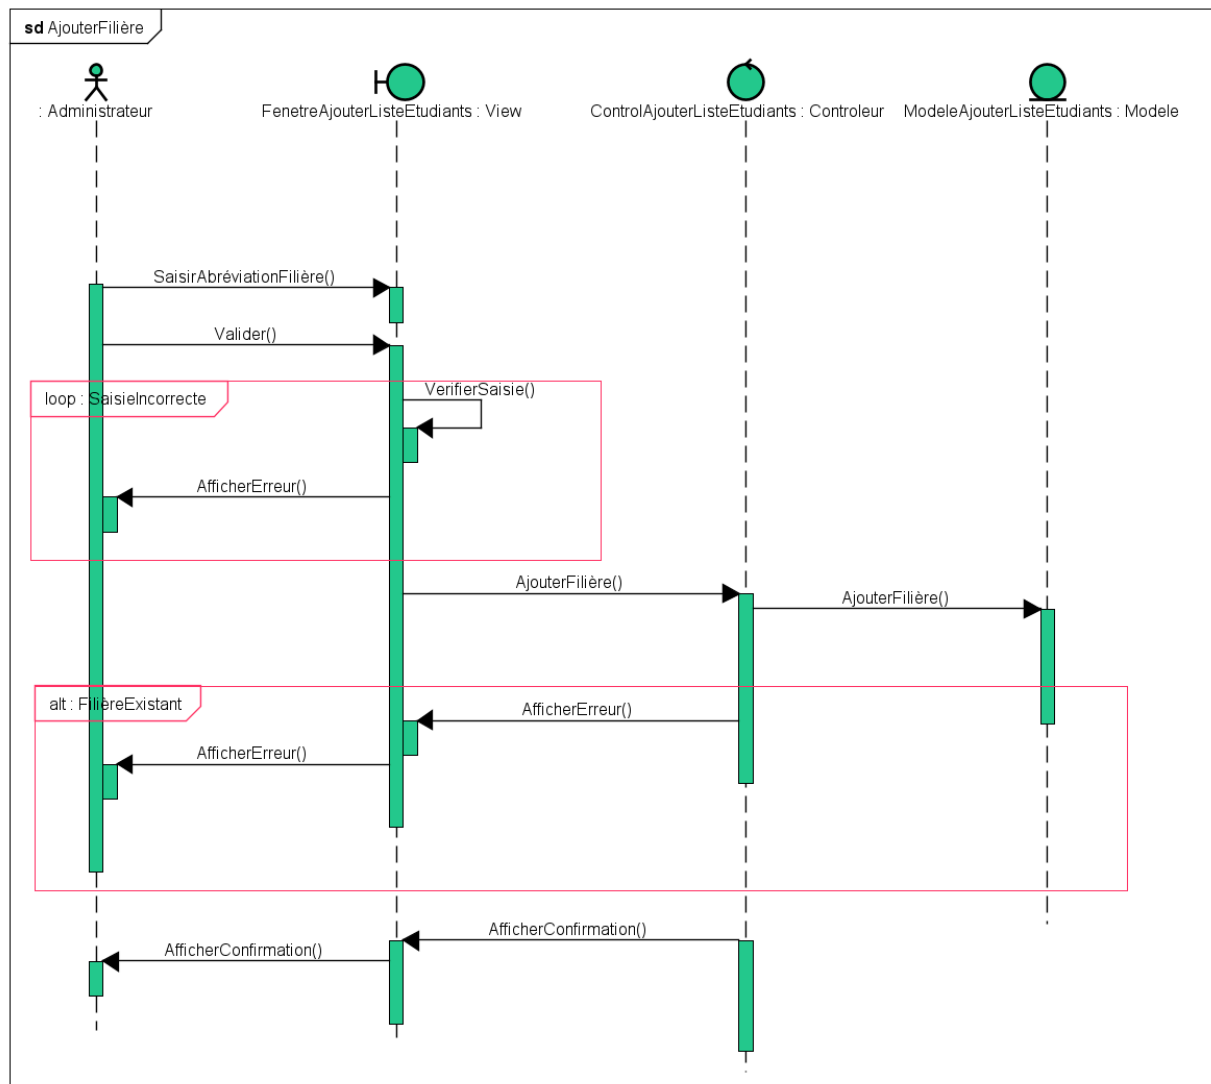 sd AjouterFilière
: Administrateur
FenetreAjouterListeEtudiants : View
ControlAjouterListeEtudiants : Controleur
ModeleAjouterListeEtudiants : Modele
SaisirAbréviationFilière()
Valider()
loop : SaisieIncorrecte
VerifierSaisie()
AfficherErreur()
AjouterFilière()
AjouterFilière()
alt : FilièreExistant
AfficherErreur()
AfficherErreur()
AfficherConfirmation()
AfficherConfirmation()